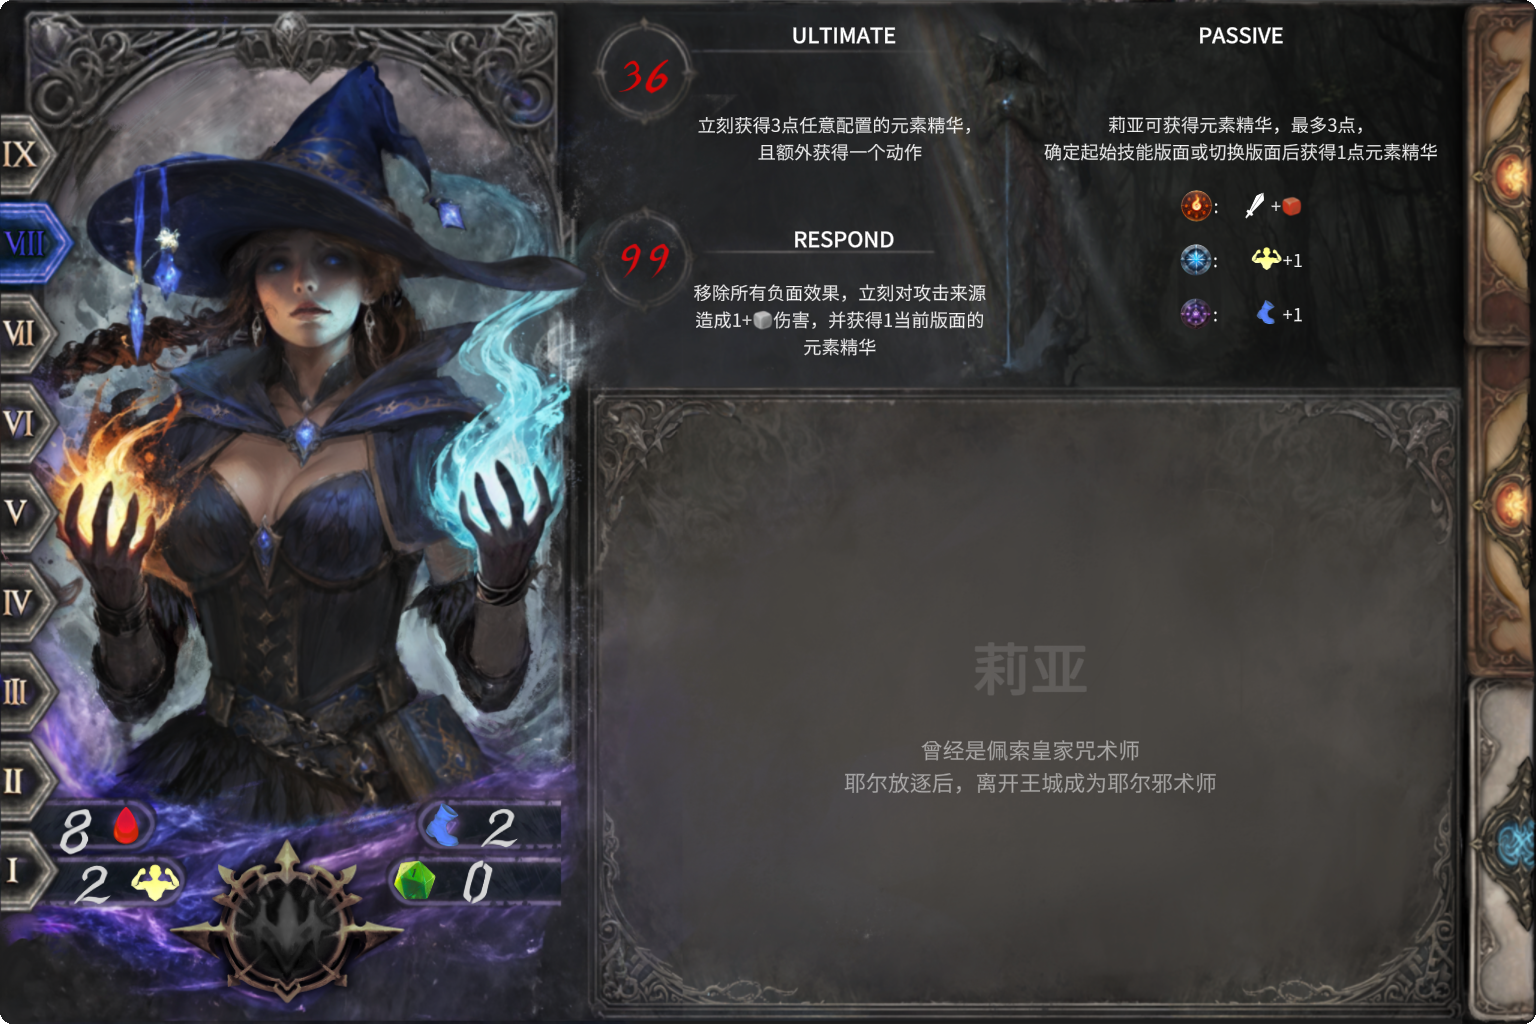 IX
VIII
VII
VI
V
IV
III
II
I
8
2
2
0
36
ULTIMATE
立刻获得3点任意配置的元素精华，
且额外获得一个动作
99
RESPOND
移除所有负面效果，立刻对攻击来源
造成1+伤害，并获得1当前版面的
元素精华
PASSIVE
莉亚可获得元素精华，最多3点，
确定起始技能版面或切换版面后获得1点元素精华
: +
: +1
: +1
莉亚
曾经是佩索皇家咒术师
耶尔放逐后，离开王城成为耶尔邪术师